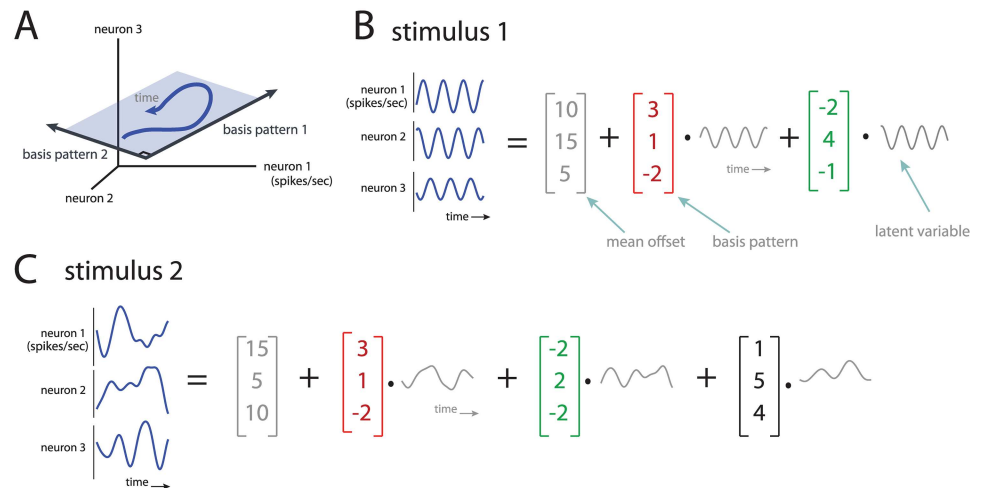 A
neuron 3
time
basis pattern 1
basis pattern 2
neuron 1
(spikes/sec)
neuron 2
B stimulus 1
neuron 1
(spikes/sec)
neuron 2
neuron 3
time
=
10
15
5
+
3
1
-2
·
time
+
-2
4
-1
·
mean offset
basis pattern
latent variable
C stimulus 2
neuron 1
(spikes/sec)
neuron 2
neuron 3
time
=
15
5
10
+
3
1
-2
·
time
+
-2
2
-2
·
+
1
5
4
·